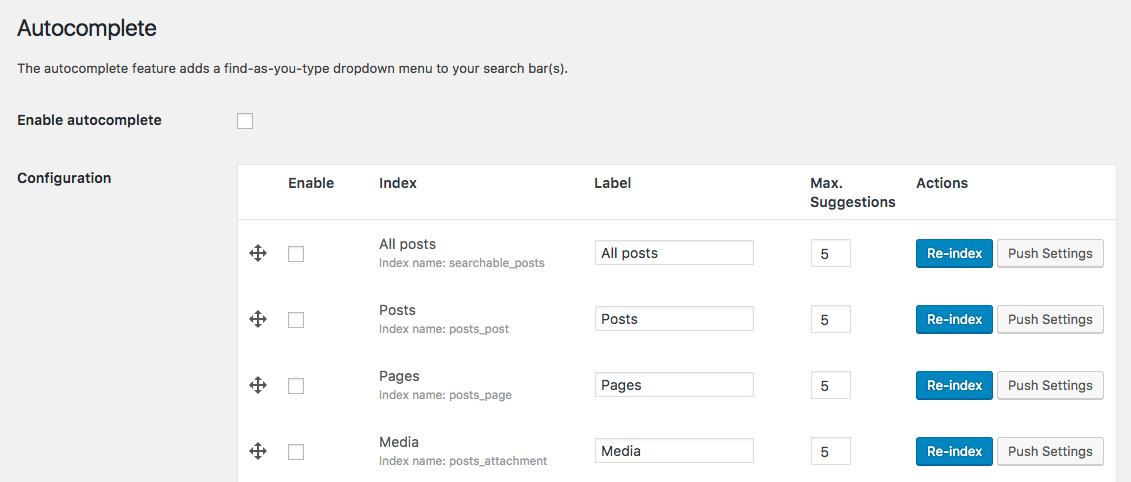 Autocomplete
The autocomplete feature adds a find-as-you-type dropdown menu to your search bar(s).
Enable autocomplete
Configuration
Enable Index Label Max. Suggestions Actions
All posts
Index name: searchable_posts
All posts 5 Re-index Push Settings
Posts
Index name: posts_post
Posts 5 Re-index Push Settings
Pages
Index name: posts_page
Pages 5 Re-index Push Settings
Media
Index name: posts_attachment
Media 5 Re-index Push Settings